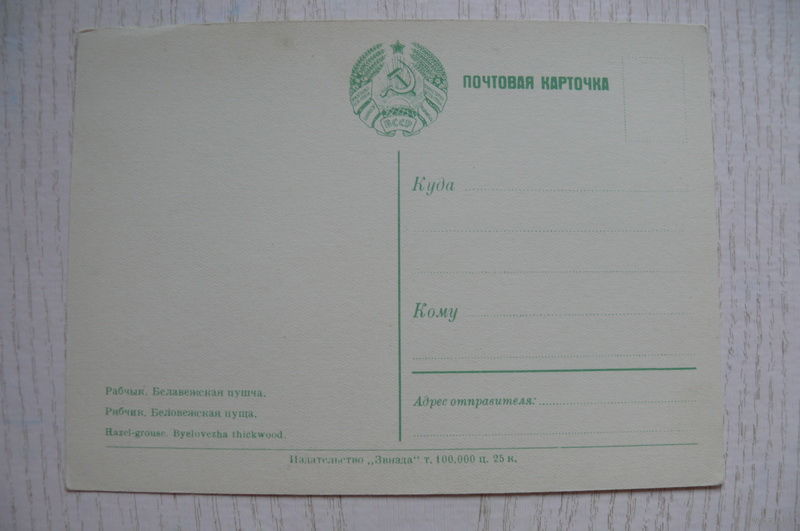 БССР
ПОЧТОВАЯ КАРТОЧКА
Куда
Кому
Адрес отправителя:
Рабчык. Белавежская пушча.
Рябчик. Беловежская пуща.
Hazel-grouse. Byelovezha thickwood.
Издательство „Звязда“ т. 100,000 ц. 25 к.